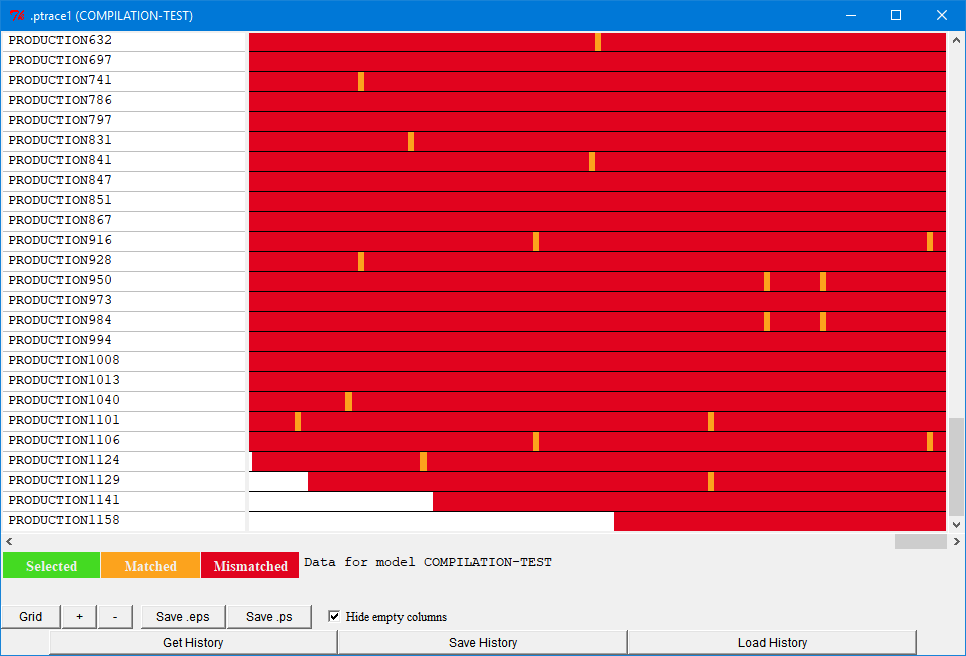 .ptrace1 (COMPILATION-TEST)
PRODUCTION632
PRODUCTION697
PRODUCTION741
PRODUCTION786
PRODUCTION797
PRODUCTION831
PRODUCTION841
PRODUCTION847
PRODUCTION851
PRODUCTION867
PRODUCTION916
PRODUCTION928
PRODUCTION950
PRODUCTION973
PRODUCTION984
PRODUCTION994
PRODUCTION1008
PRODUCTION1013
PRODUCTION1040
PRODUCTION1101
PRODUCTION1106
PRODUCTION1124
PRODUCTION1129
PRODUCTION1141
PRODUCTION1158
Selected Matched Mismatched Data for model COMPILATION-TEST
Grid + - Save .eps Save .ps Hide empty columns
Get History Save History Load History